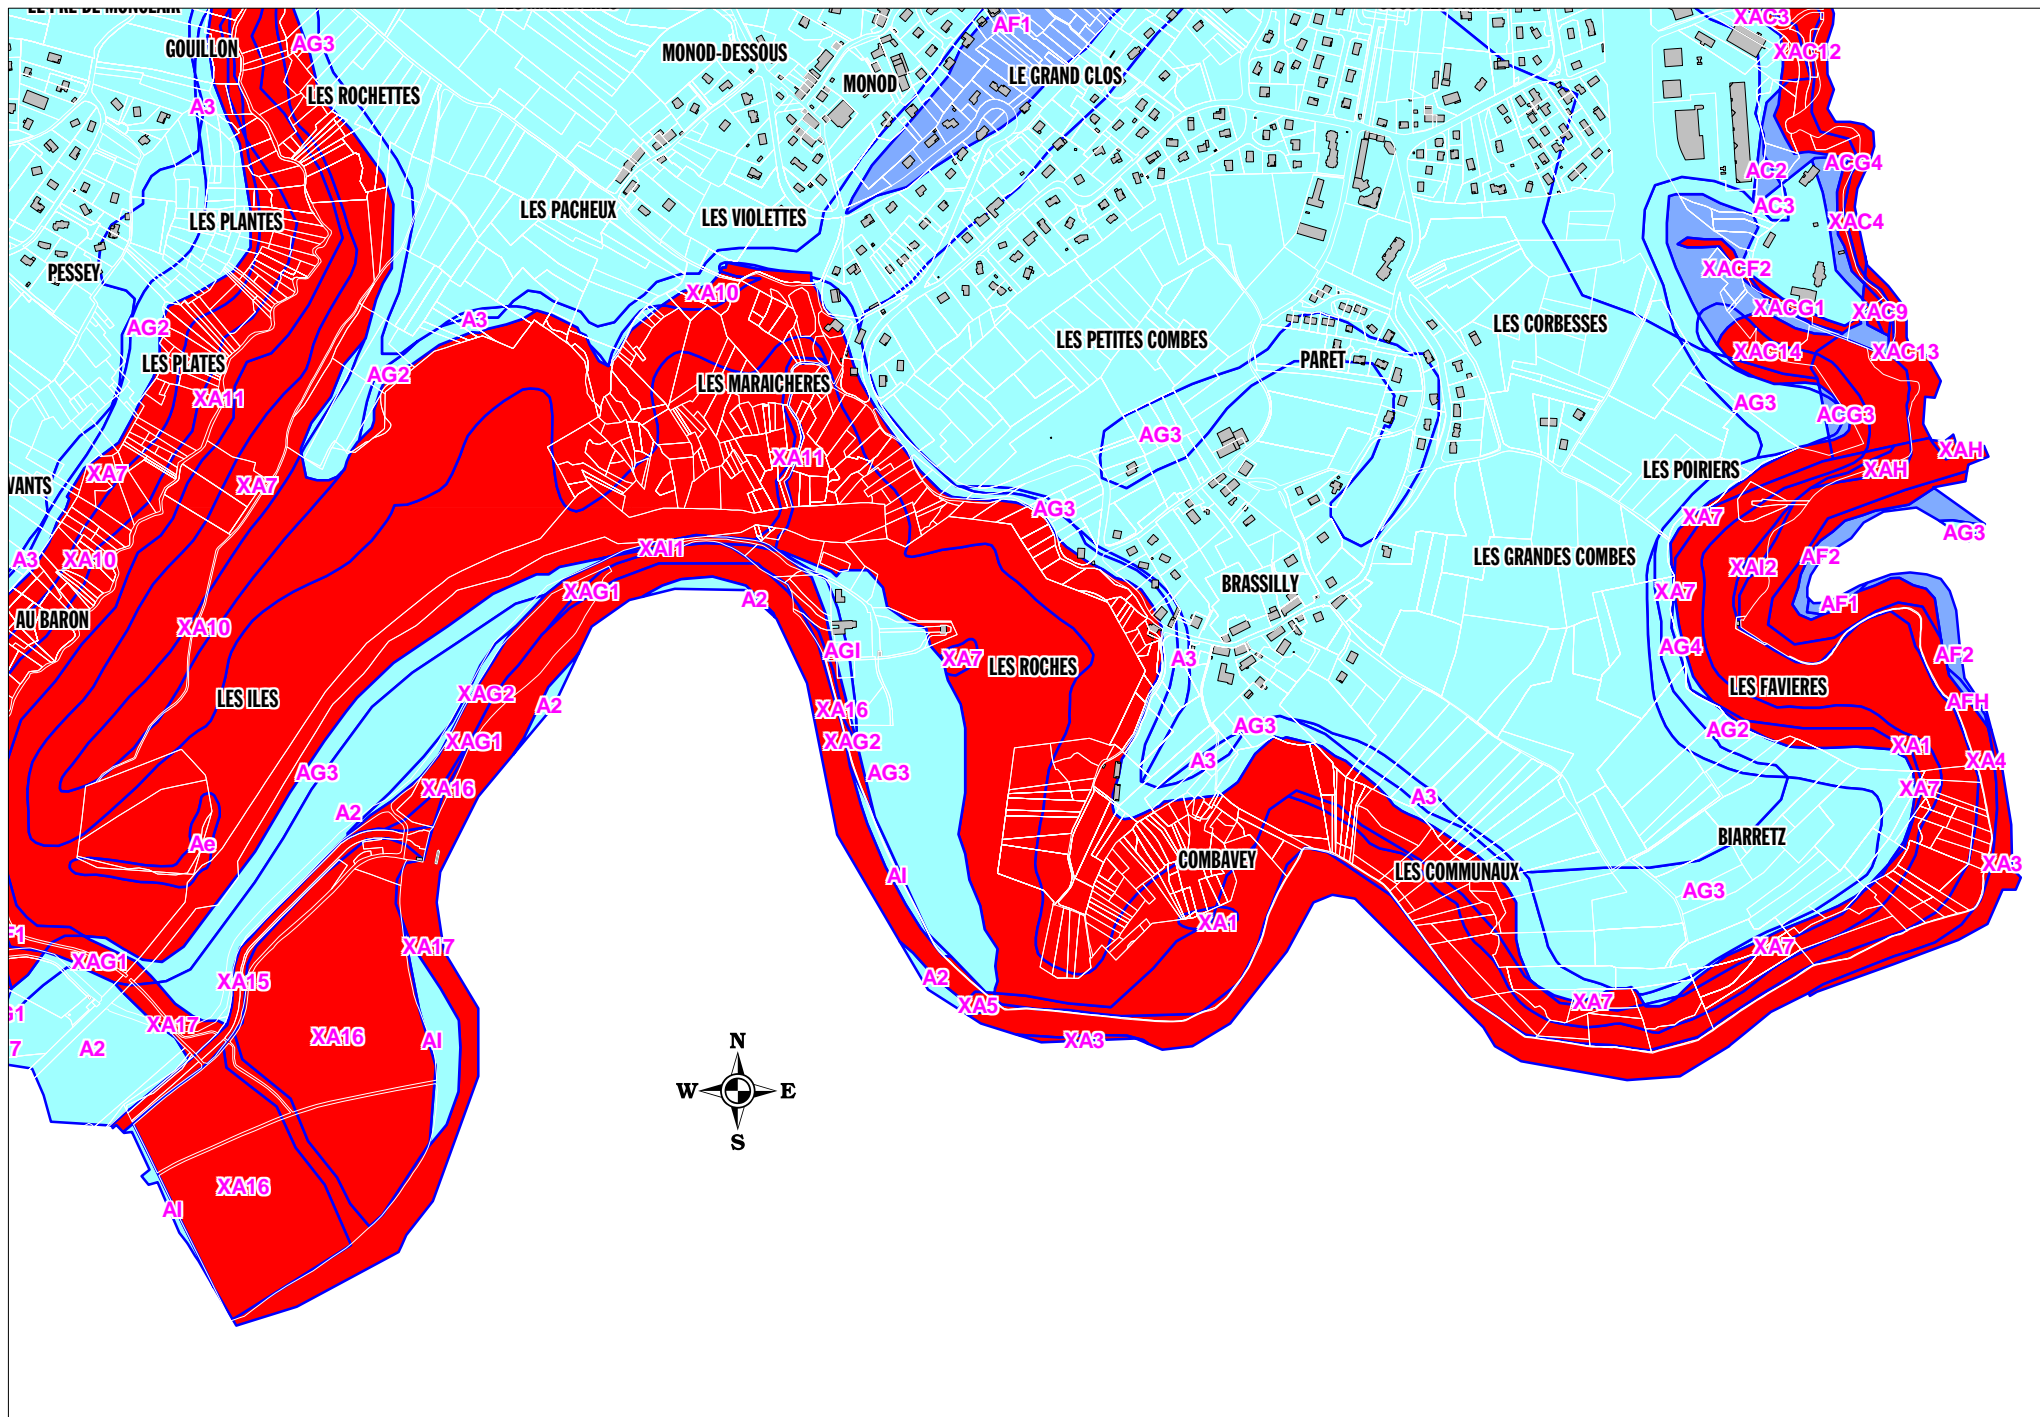 GOUILLON
AG3
A3
LES ROCHETTES
MONOD-DESSOUS
MONOD
AF1
LE GRAND CLOS
XAC3
XAC12
ACG4
AC2
AC3
XAC4
LES PLANTES
LES PACHEUX
LES VIOLETTES
PESSEY
XACF2
XACG1
XAC9
XA10
A3
AG2
LES PLATES
AG2
XA11
LES MARAICHERES
LES PETITES COMBES
PARET
LES CORBESSES
XAC14
XAC13
AG3
ACG3
AG3
XAH
XAH
LES POIRIERS
VANTS
XA7
XA7
XA11
AG3
XA7
AG3
A3
XA10
XAI1
XAG1
A2
BRASSILLY
LES GRANDES COMBES
AF2
XAI2
XA7
AF1
AU BARON
XA10
AGI
XA7
LES ROCHES
A3
AG4
AF2
LES ILES
XAG2
A2
XA16
XAG2
XAG1
LES FAVIERES
AFH
AG3
AG2
A3
XA1
XA4
AG3
AG3
XA16
A2
A3
XA7
XA3
Ae
AI
COMBAVEY
LES COMMUNAUX
BIARRETZ
AG3
XA1
F1
XAG1
XA17
XA15
A2
XA5
XA7
XA7
G1
XA17
7
A2
XA16
AI
XA3
N
W
E
S
XA16
AI